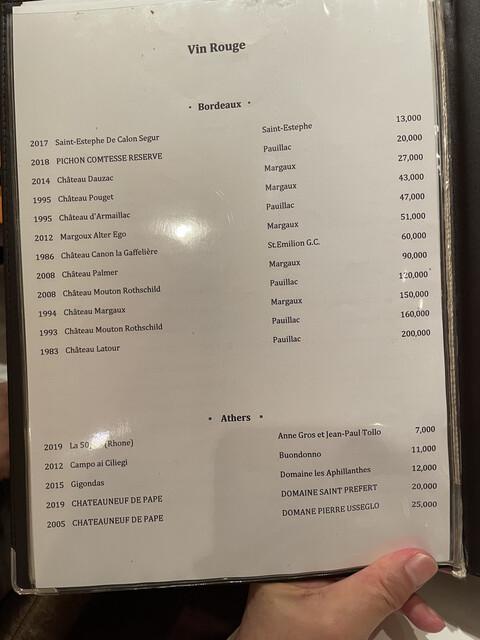 Vin Rouge
· Bordeaux ·
2017 Saint-Estephe De Calon Segur Saint-Estephe 13,000
2018 PICHON COMTESSE RESERVE Pauillac 20,000
2014 Château Dauzac Margaux 27,000
1995 Château Pouget Margaux 43,000
1995 Château d'Armaillac Pauillac 47,000
2012 Margoux Alter Ego Margaux 51,000
1986 Château Canon la Gaffelière St.Emilion G.C. 60,000
2008 Château Palmer Margaux 90,000
2008 Château Mouton Rothschild Pauillac 120,000
1994 Château Margaux Margaux 150,000
1993 Château Mouton Rothschild Pauillac 160,000
1983 Château Latour Pauillac 200,000
• Athers •
2019 La (Rhone) Anne Gros et Jean-Paul Tollo 7,000
2012 Campo ai Ciliegi Buondonno 11,000
2015 Gigondas Domaine les Aphillanthes 12,000
2019 CHATEAUNEUF DE PAPE DOMAINE SAINT PREFERT 20,000
2005 CHATEAUNEUF DE PAPE DOMANE PIERRE USSEGLO 25,000